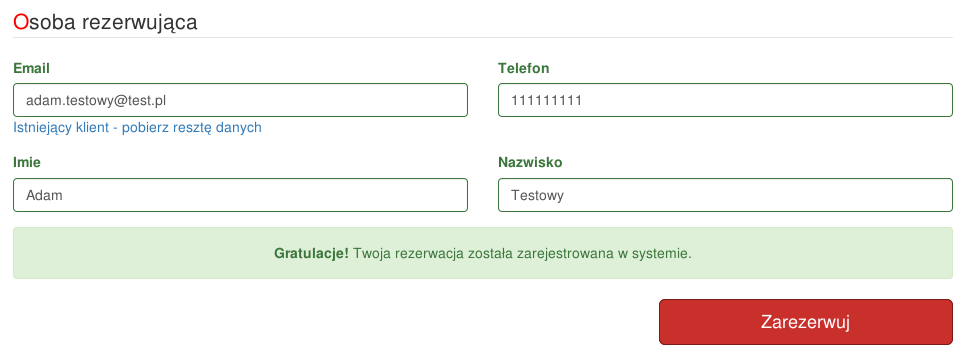 Osoba rezerwująca
Email
Telefon
adam.testowy@test.pl
111111111
Istniejący klient - pobierz resztę danych
Imie
Nazwisko
Adam
Testowy
Gratulacje! Twoja rezerwacja została zarejestrowana w systemie.
Zarezerwuj